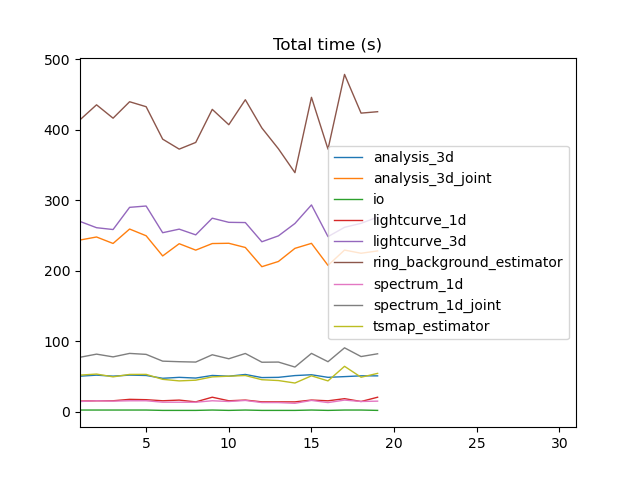 Total time (s)
500
400
300
200
100
0
analysis_3d
analysis_3d_joint
io
lightcurve_1d
lightcurve_3d
ring_background_estimator
spectrum_1d
spectrum_1d_joint
tsmap_estimator
5 10 15 20 25 30